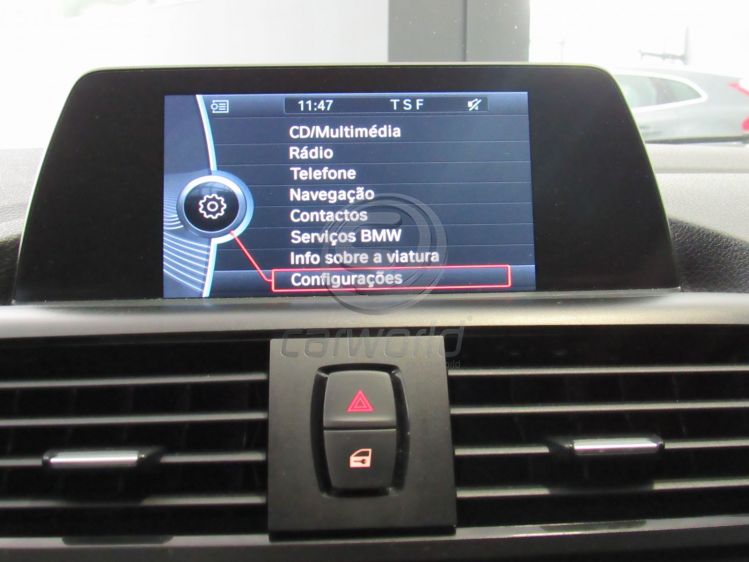 11:47 TSF
CD/Multimédia
Rádio
Telefone
Navegação
Contactos
Serviços BMW
Info sobre a viatura
Configurações
carworld